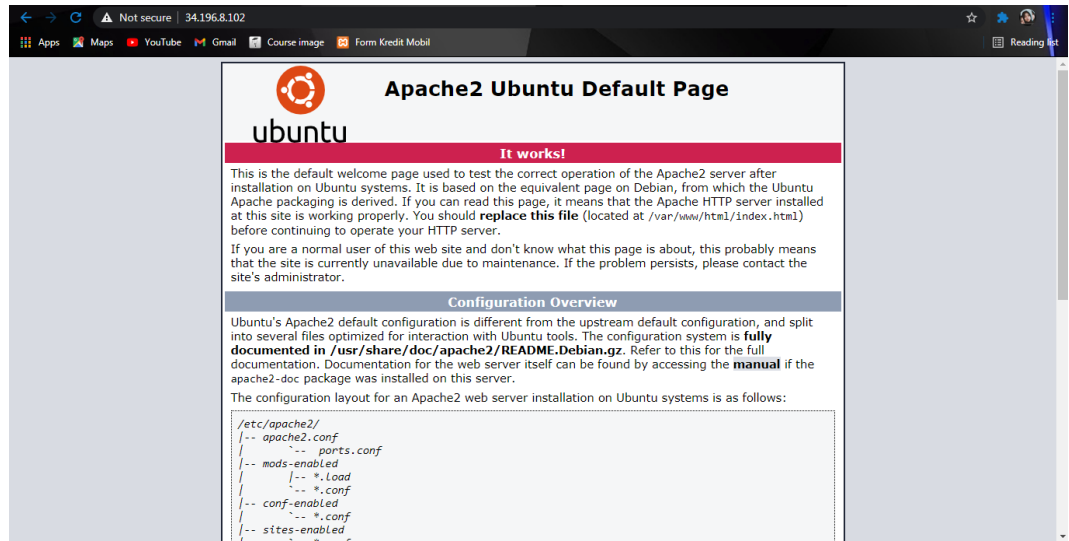 Not secure | 34.196.8.102
Apps Maps YouTube Gmail Course image Form Kredit Mobil Reading list
ubuntu
Apache2 Ubuntu Default Page
It works!
This is the default welcome page used to test the correct operation of the Apache2 server after
installation on Ubuntu systems. It is based on the equivalent page on Debian, from which the Ubuntu
Apache packaging is derived. If you can read this page, it means that the Apache HTTP server installed
at this site is working properly. You should replace this file (located at /var/www/html/index.html)
before continuing to operate your HTTP server.
If you are a normal user of this web site and don't know what this page is about, this probably means
that the site is currently unavailable due to maintenance. If the problem persists, please contact the
site's administrator.
Configuration Overview
Ubuntu's Apache2 default configuration is different from the upstream default configuration, and split
into several files optimized for interaction with Ubuntu tools. The configuration system is fully
documented in /usr/share/doc/apache2/README.Debian.gz. Refer to this for the full
documentation. Documentation for the web server itself can be found by accessing the manual if the
apache2-doc package was installed on this server.
The configuration layout for an Apache2 web server installation on Ubuntu systems is as follows:
/etc/apache2/
|-- apache2.conf
|       `--  ports.conf
|-- mods-enabled
|       |-- *.load
|       `-- *.conf
|-- conf-enabled
|       `-- *.conf
|-- sites-enabled